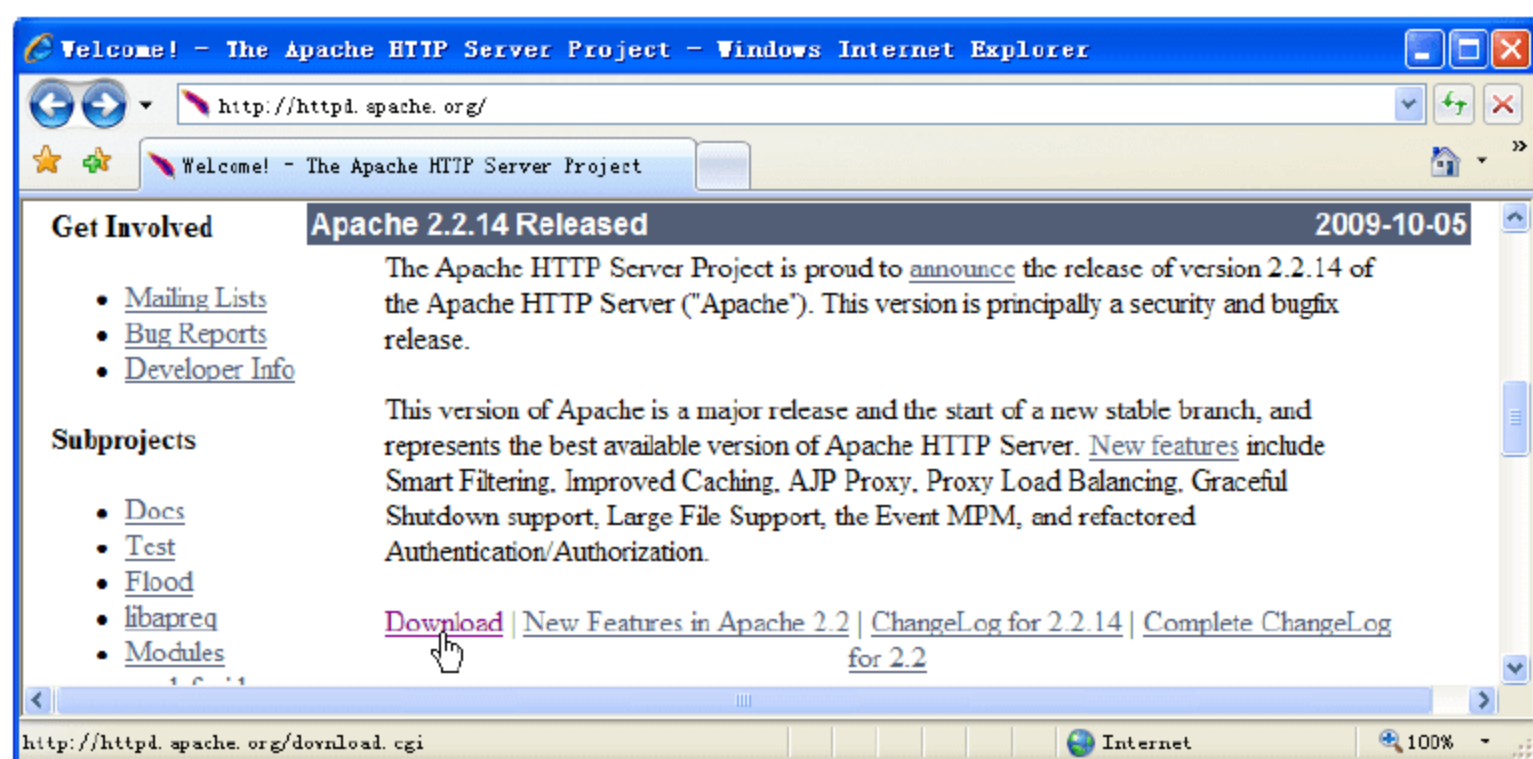 Welcome! - The Apache HTTP Server Project - Windows Internet Explorer
http://httpd.apache.org/
Welcome! - The Apache HTTP Server Project
»
Get Involved
• Mailing Lists
• Bug Reports
• Developer Info
Subprojects
• Docs
• Test
• Flood
• libapreq
• Modules
Apache 2.2.14 Released 2009-10-05
The Apache HTTP Server Project is proud to announce the release of version 2.2.14 of
the Apache HTTP Server ("Apache"). This version is principally a security and bugfix
release.
This version of Apache is a major release and the start of a new stable branch, and
represents the best available version of Apache HTTP Server. New features include
Smart Filtering, Improved Caching, AJP Proxy, Proxy Load Balancing, Graceful
Shutdown support, Large File Support, the Event MPM, and refactored
Authentication/Authorization.
Download | New Features in Apache 2.2 | ChangeLog for 2.2.14 | Complete ChangeLog
for 2.2
http://httpd.apache.org/download.cgi Internet 100%